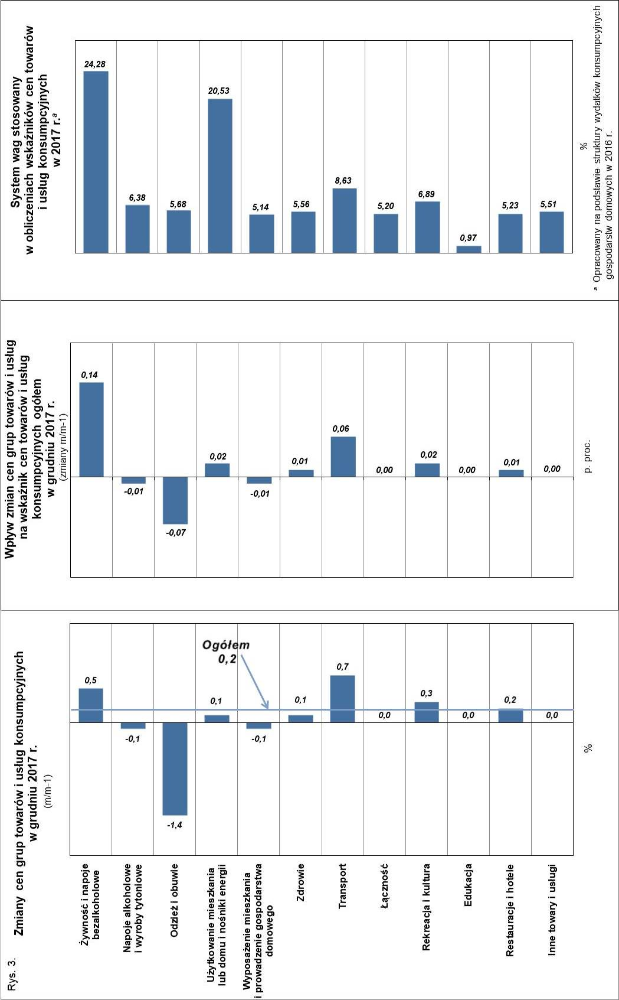 Rys. 3.
Zmiany cen grup towarów i usług konsumpcyjnych
w grudniu 2017 r.
(m/m-1)
Żywność i napoje
bezalkoholowe
Napoje alkoholowe
i wyroby tytoniowe
Odzież i obuwie
Użytkowanie mieszkania
lub domu i nośniki energii
Wyposażenie mieszkania
i prowadzenie gospodarstwa
domowego
Zdrowie
Transport
Łączność
Rekreacja i kultura
Edukacja
Restauracje i hotele
Inne towary i usługi
Ogółem
0,2
0,5
-0,1
-1,4
0,1
-0,1
0,1
0,7
0,0
0,3
0,0
0,2
0,0
%
Wpływ zmian cen grup towarów i usług
na wskaźnik cen towarów i usług
konsumpcyjnych ogółem
w grudniu 2017 r.
(zmiany m/m-1)
0,14
-0,01
-0,07
0,02
-0,01
0,01
0,06
0,00
0,02
0,00
0,01
0,00
p. proc.
System wag stosowany
w obliczeniach wskaźników cen towarów
i usług konsumpcyjnych
w 2017 r.a
24,28
6,38
5,68
20,53
5,14
5,56
8,63
5,20
6,89
0,97
5,23
5,51
%
a Opracowany na podstawie struktury wydatków konsumpcyjnych
gospodarstw domowych w 2016 r.